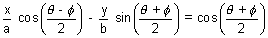 x/a cos((θ - ϕ)/2) - y/b sin((θ + ϕ)/2) = cos((θ + ϕ)/2)